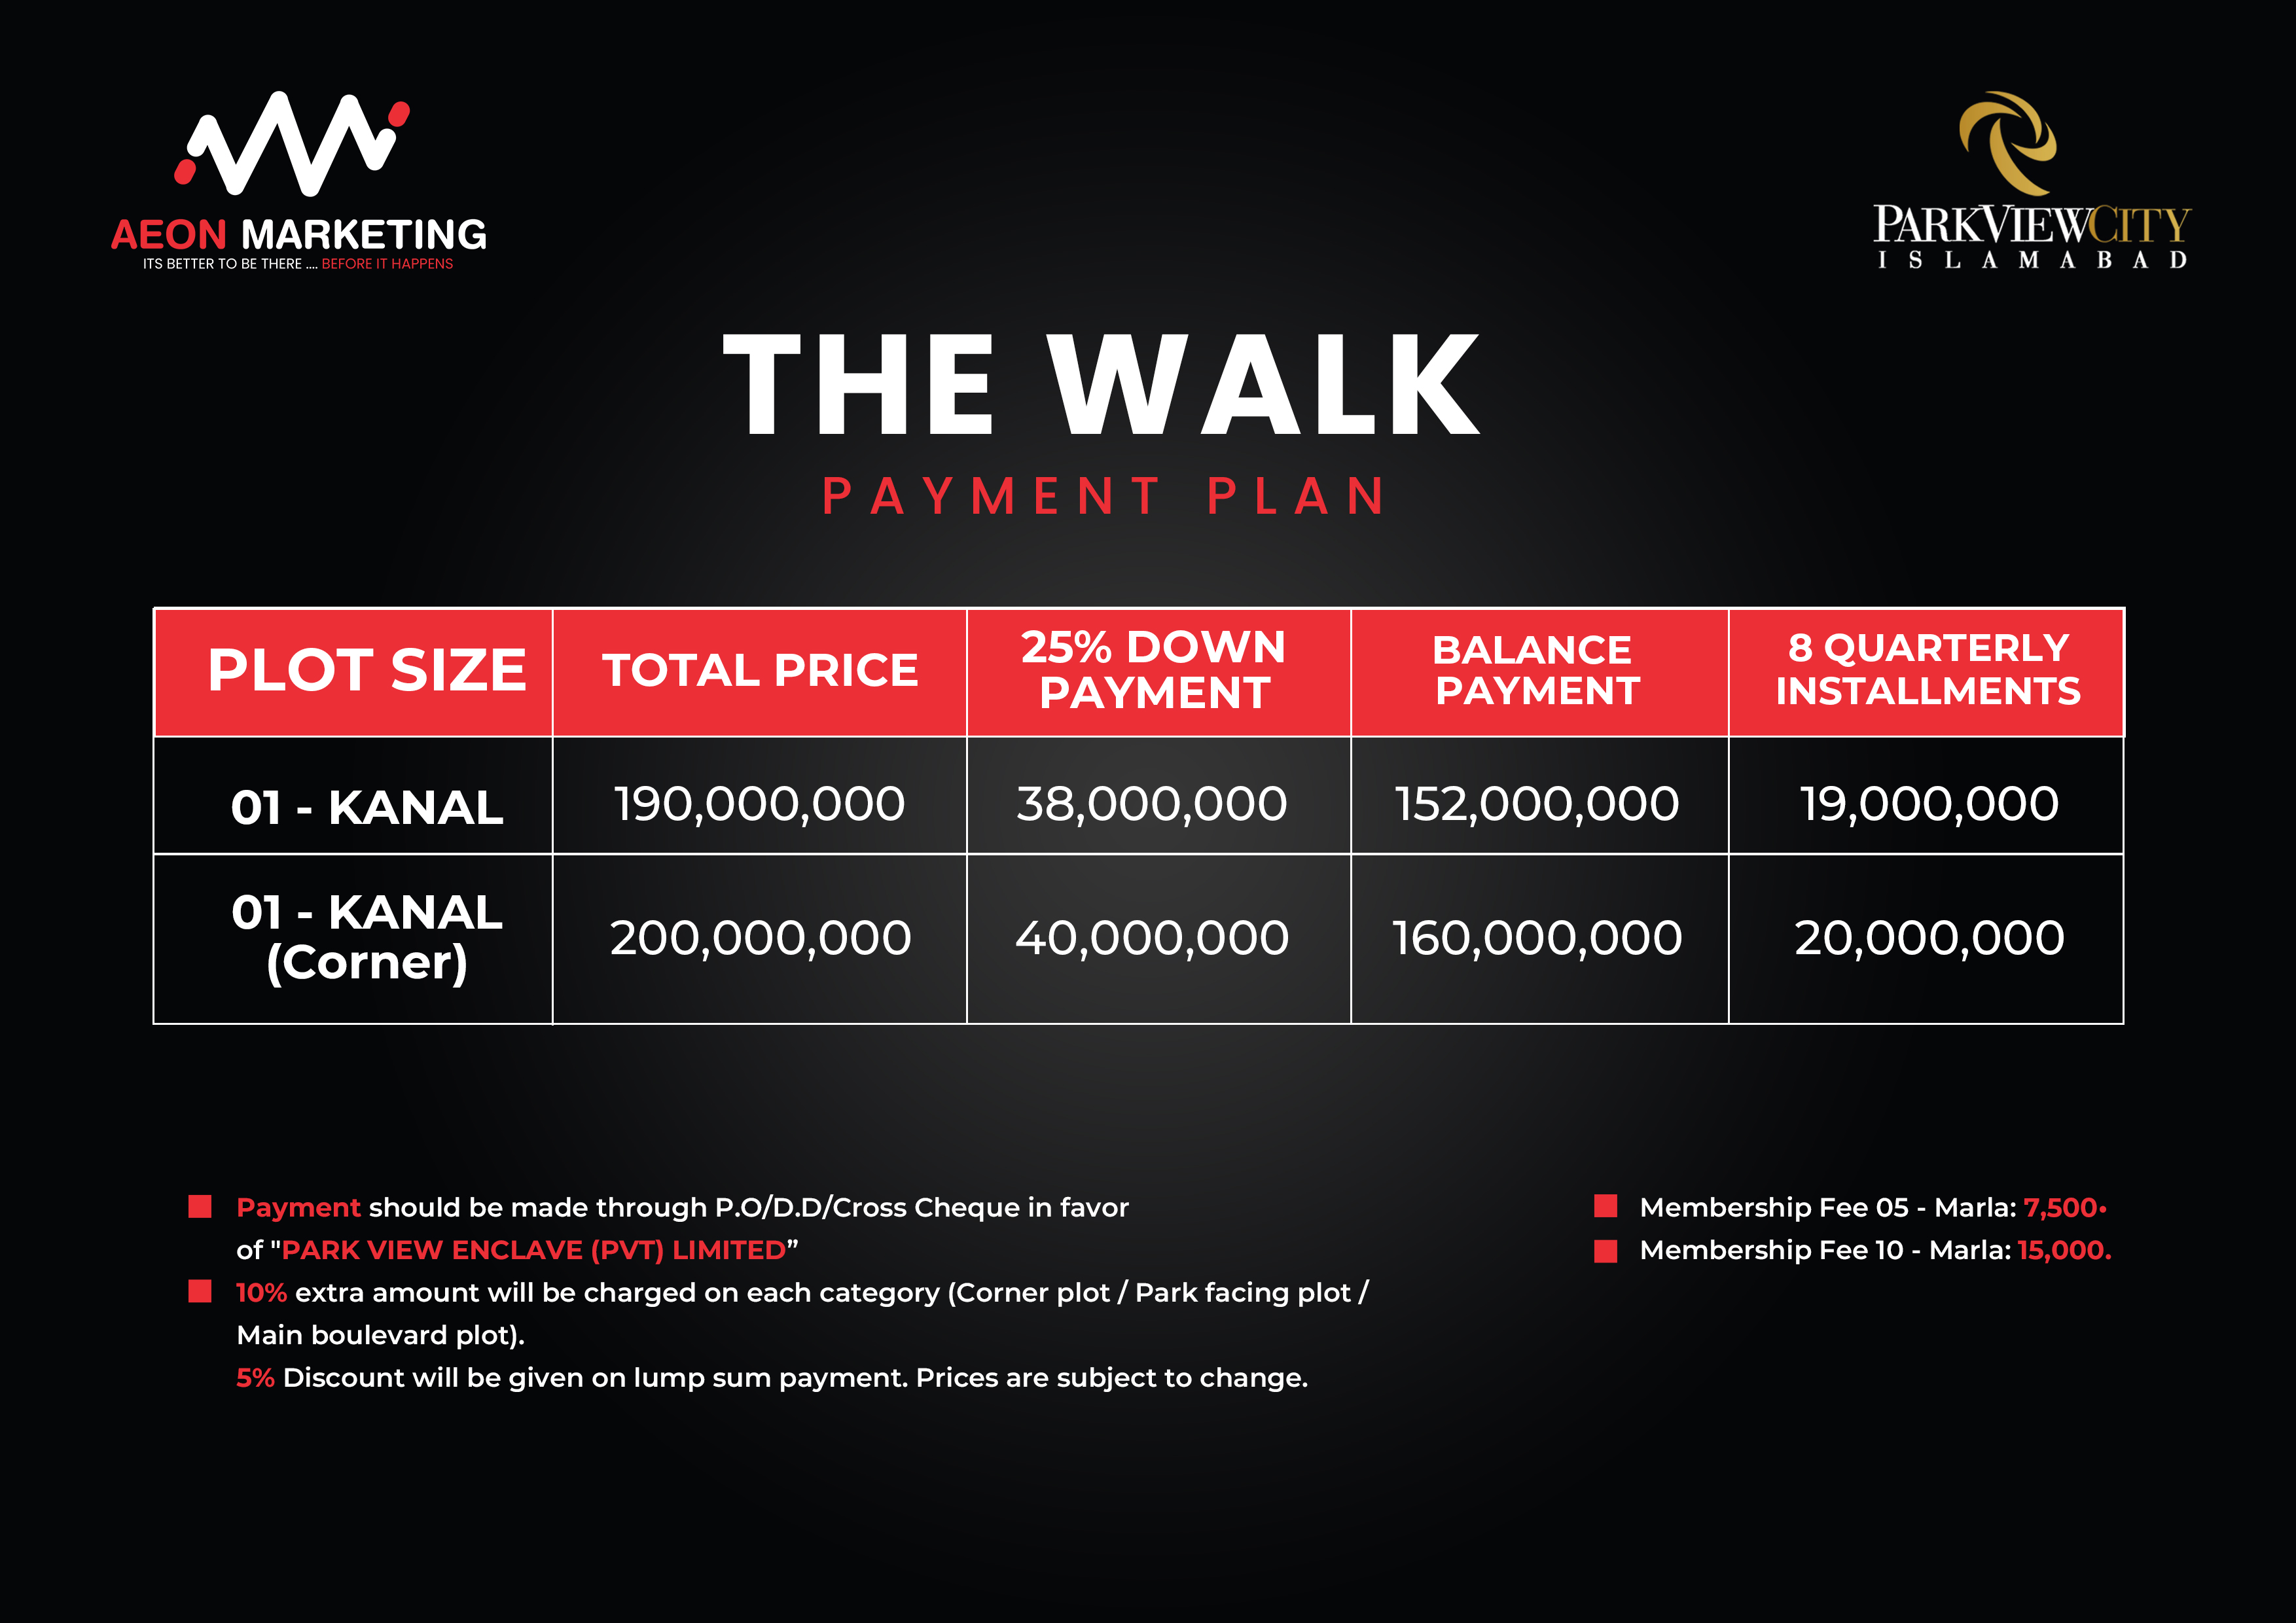 AEON MARKETING
ITS BETTER TO BE THERE .... BEFORE IT HAPPENS
PARKVIEWCITY
ISLAMABAD
THE WALK
PAYMENT PLAN
PLOT SIZE
TOTAL PRICE
25% DOWN
PAYMENT
BALANCE
PAYMENT
8 QUARTERLY
INSTALLMENTS
01 - KANAL
190,000,000
38,000,000
152,000,000
19,000,000
01 - KANAL
(Corner)
200,000,000
40,000,000
160,000,000
20,000,000
Payment should be made through P.O/D.D/Cross Cheque in favor
of "PARK VIEW ENCLAVE (PVT) LIMITED”
10% extra amount will be charged on each category (Corner plot / Park facing plot /
Main boulevard plot).
5% Discount will be given on lump sum payment. Prices are subject to change.
Membership Fee 05 - Marla: 7,500•
Membership Fee 10 - Marla: 15,000.